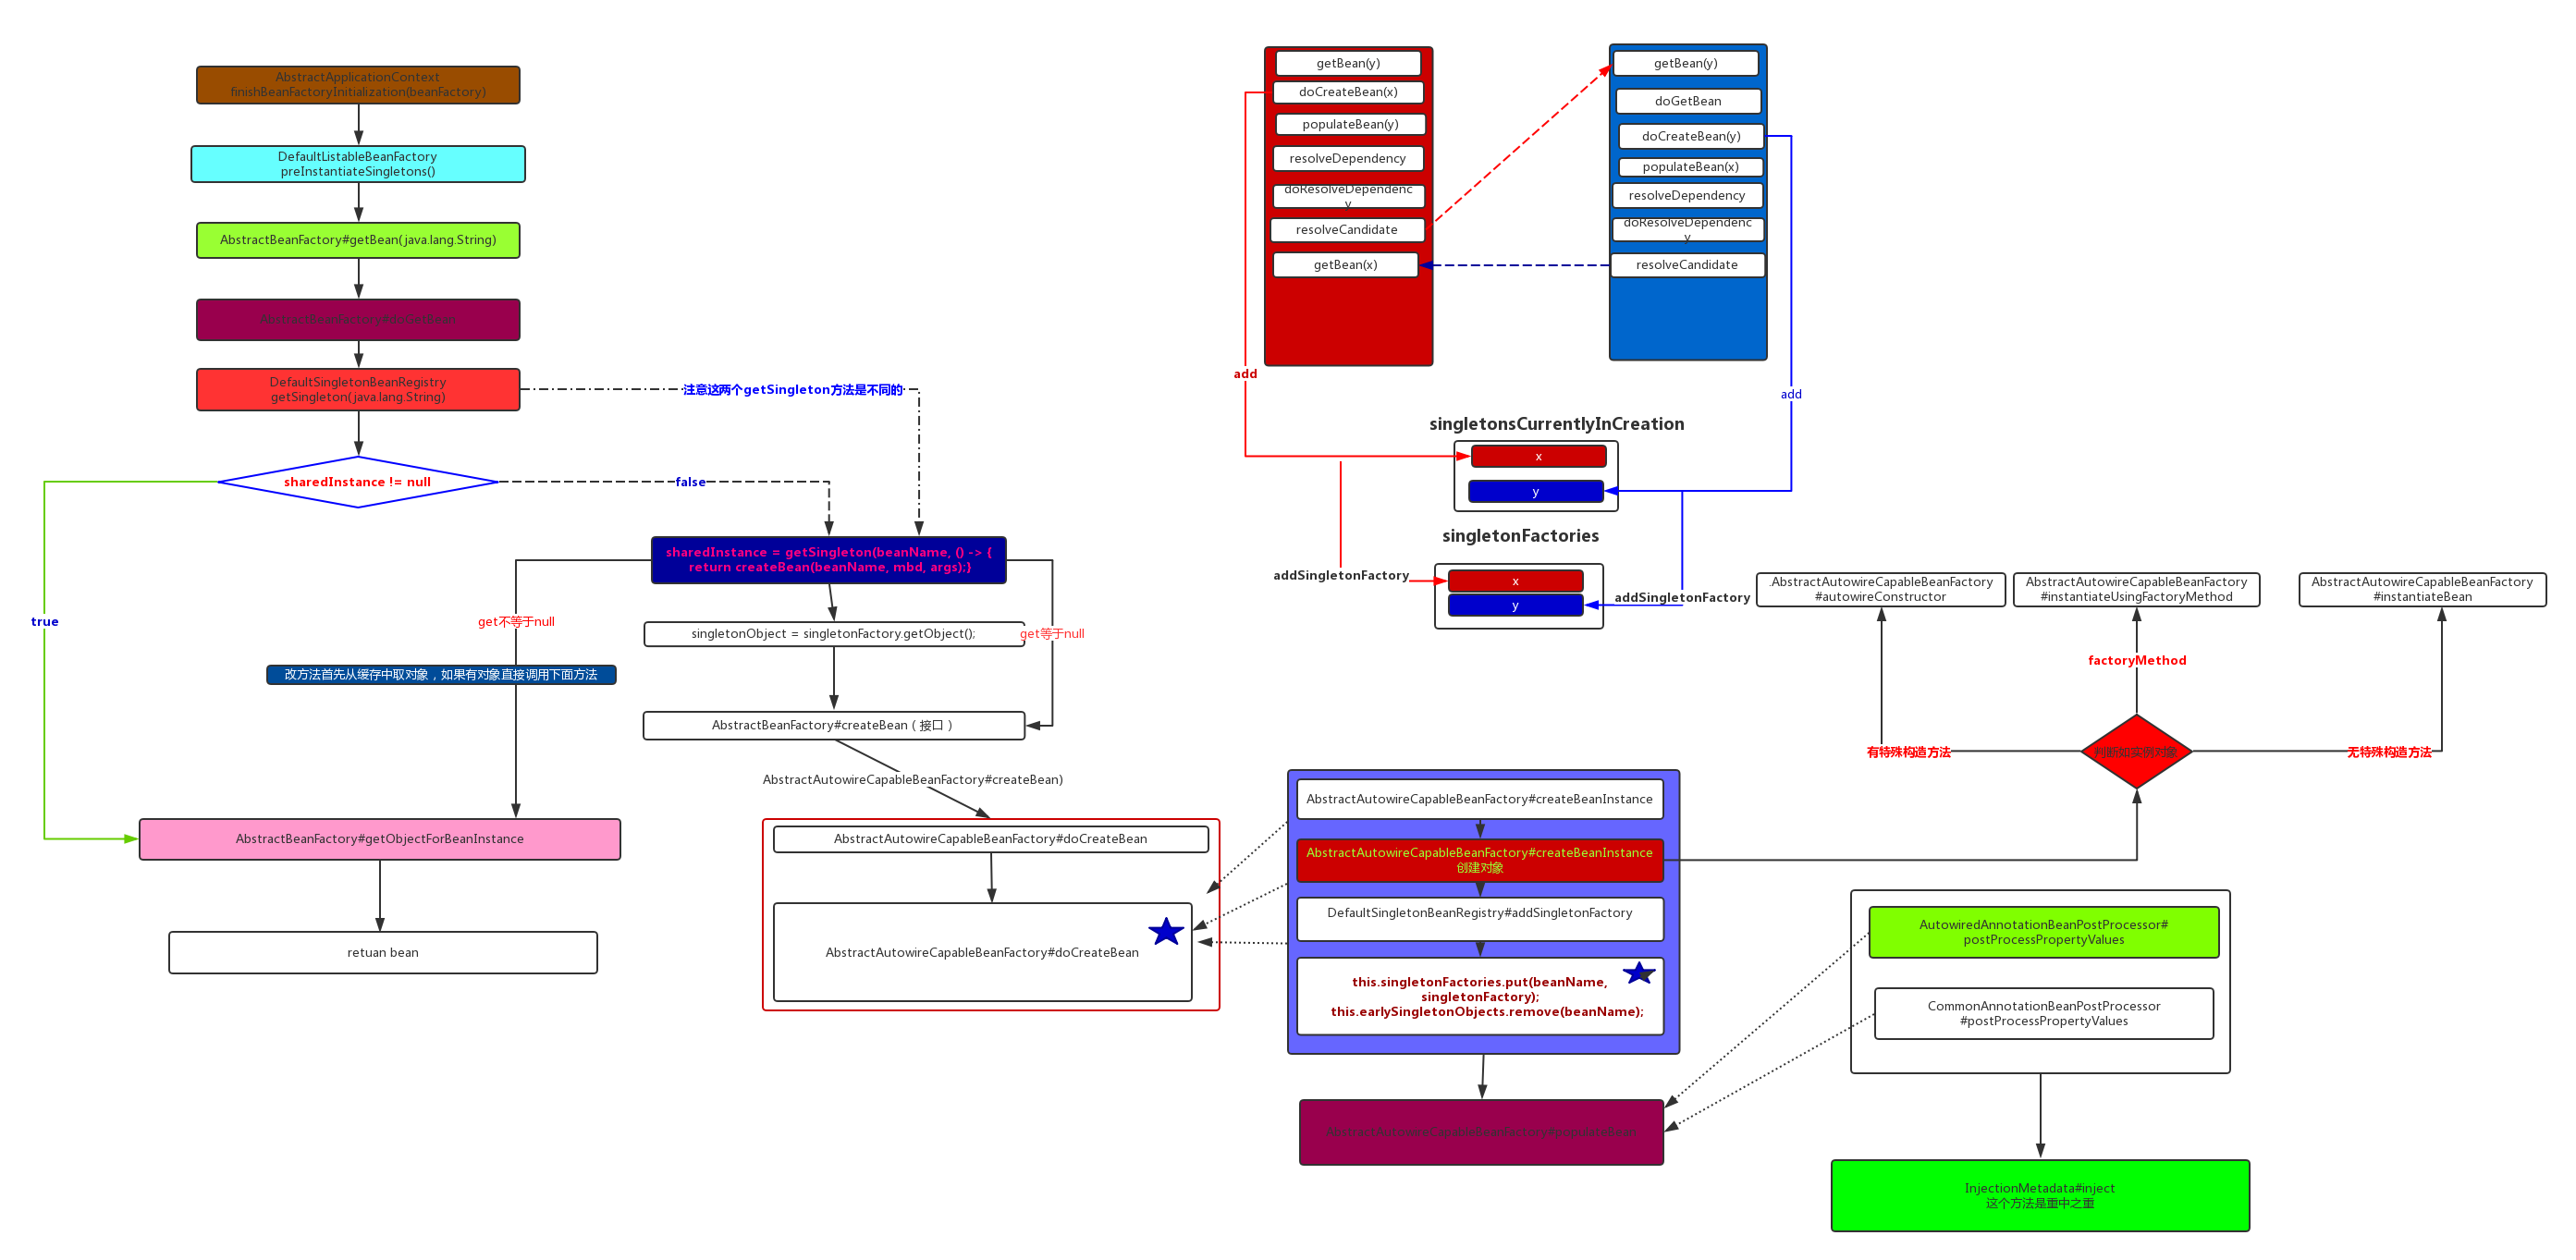 AbstractApplicationContext
finishBeanFactoryInitialization(beanFactory)
DefaultListableBeanFactory
preInstantiateSingletons()
AbstractBeanFactory#getBean(java.lang.String)
AbstractBeanFactory#doGetBean
DefaultSingletonBeanRegistry
getSingleton(java.lang.String)
注意这两个getSingleton方法是不同的
sharedInstance != null
false
true
sharedInstance = getSingleton(beanName, () -> {
return createBean(beanName, mbd, args);}
get不等于null
singletonObject = singletonFactory.getObject();
get等于null
改方法首先从缓存中取对象，如果有对象直接调用下面方法
AbstractBeanFactory#createBean（接口）
AbstractAutowireCapableBeanFactory#createBean)
AbstractBeanFactory#getObjectForBeanInstance
retuan bean
AbstractAutowireCapableBeanFactory#doCreateBean
AbstractAutowireCapableBeanFactory#doCreateBean
getBean(y)
doCreateBean(x)
populateBean(y)
resolveDependency
doResolveDependenc
y
resolveCandidate
getBean(x)
getBean(y)
doGetBean
doCreateBean(y)
populateBean(x)
resolveDependency
doResolveDependenc
y
resolveCandidate
add
add
singletonsCurrentlyInCreation
x
y
singletonFactories
addSingletonFactory
x
y
addSingletonFactory
.AbstractAutowireCapableBeanFactory
#autowireConstructor
AbstractAutowireCapableBeanFactory
#instantiateUsingFactoryMethod
AbstractAutowireCapableBeanFactory
#instantiateBean
factoryMethod
有特殊构造方法
判断如实例对象
无特殊构造方法
AbstractAutowireCapableBeanFactory#createBeanInstance
AbstractAutowireCapableBeanFactory#createBeanInstance
创建对象
DefaultSingletonBeanRegistry#addSingletonFactory
this.singletonFactories.put(beanName,
singletonFactory);
this.earlySingletonObjects.remove(beanName);
AbstractAutowireCapableBeanFactory#populateBean
AutowiredAnnotationBeanPostProcessor#
postProcessPropertyValues
CommonAnnotationBeanPostProcessor
#postProcessPropertyValues
InjectionMetadata#inject
这个方法是重中之重